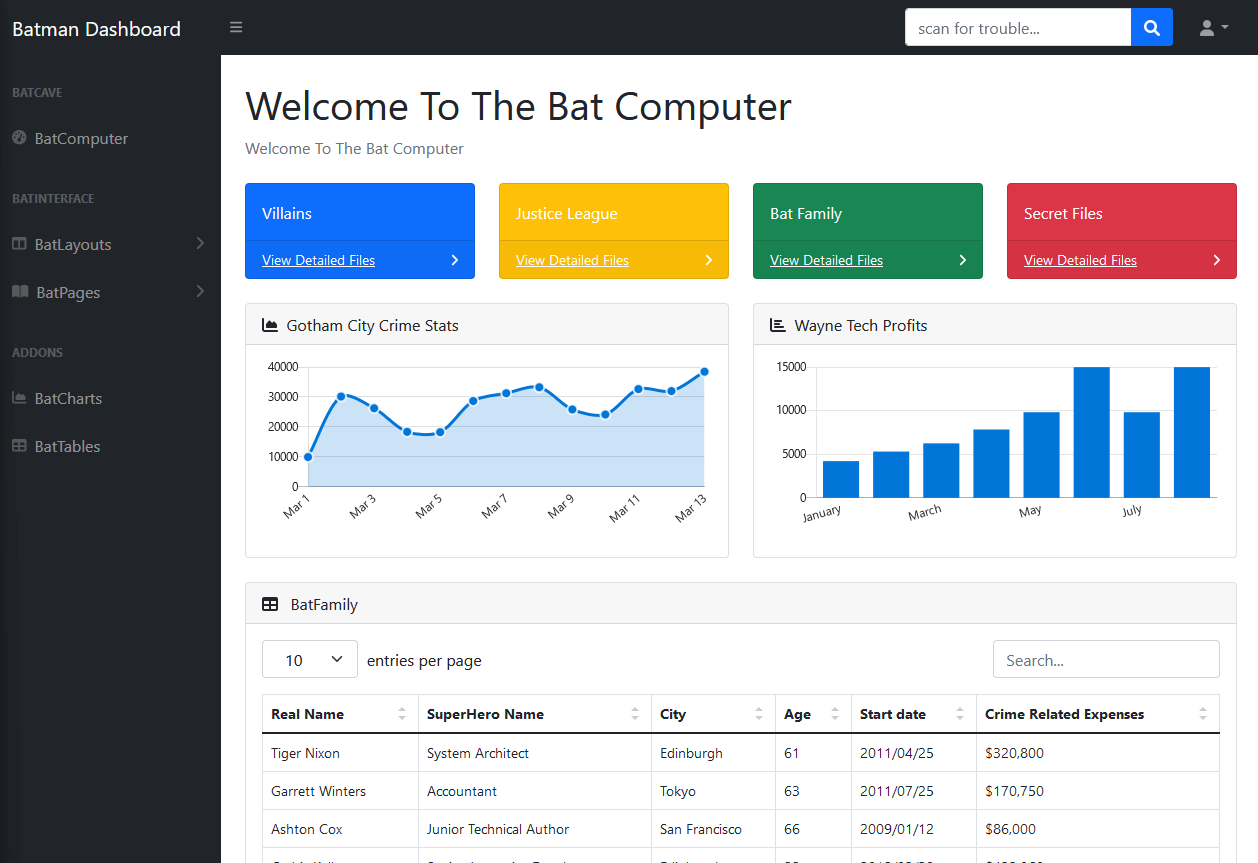 Batman Dashboard
scan for trouble...
BATCAVE
BatComputer
BATINTERFACE
BatLayouts
BatPages
ADDONS
BatCharts
BatTables
Welcome To The Bat Computer
Welcome To The Bat Computer
Villains
View Detailed Files
Justice League
View Detailed Files
Bat Family
View Detailed Files
Secret Files
View Detailed Files
Gotham City Crime Stats
40000
30000
20000
10000
0
Mar 1 Mar 3 Mar 5 Mar 7 Mar 9 Mar 11 Mar 13
Wayne Tech Profits
15000
10000
5000
0
January March May July
BatFamily
10 entries per page
Search...
Real Name SuperHero Name City Age Start date Crime Related Expenses
Tiger Nixon System Architect Edinburgh 61 2011/04/25 $320,800
Garrett Winters Accountant Tokyo 63 2011/07/25 $170,750
Ashton Cox Junior Technical Author San Francisco 66 2009/01/12 $86,000